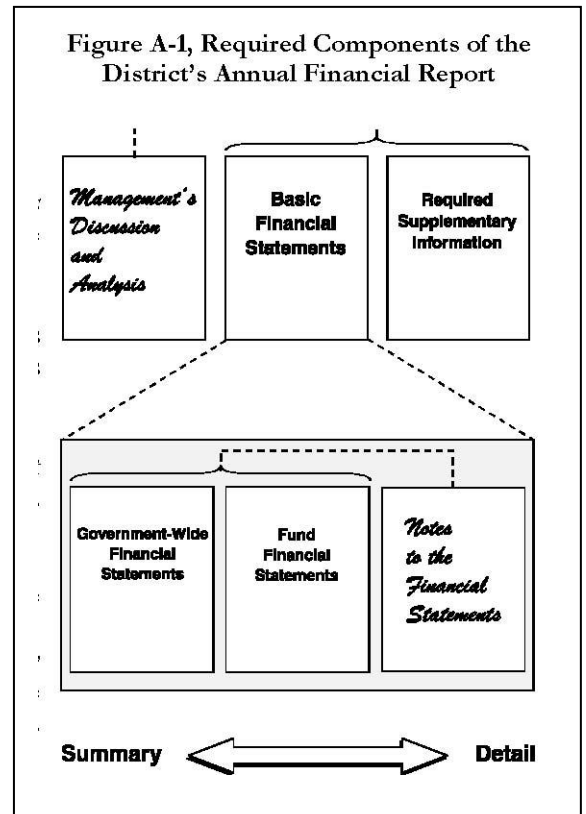 Figure A-1, Required Components of the
District's Annual Financial Report
Management's
Discussion
and
Analysis
Basic
Financial
Statements
Required
Supplementary
Information
Government-Wide
Financial
Statements
Fund
Financial
Statements
Notes
to the
Financial
Statements
Summary
Detail